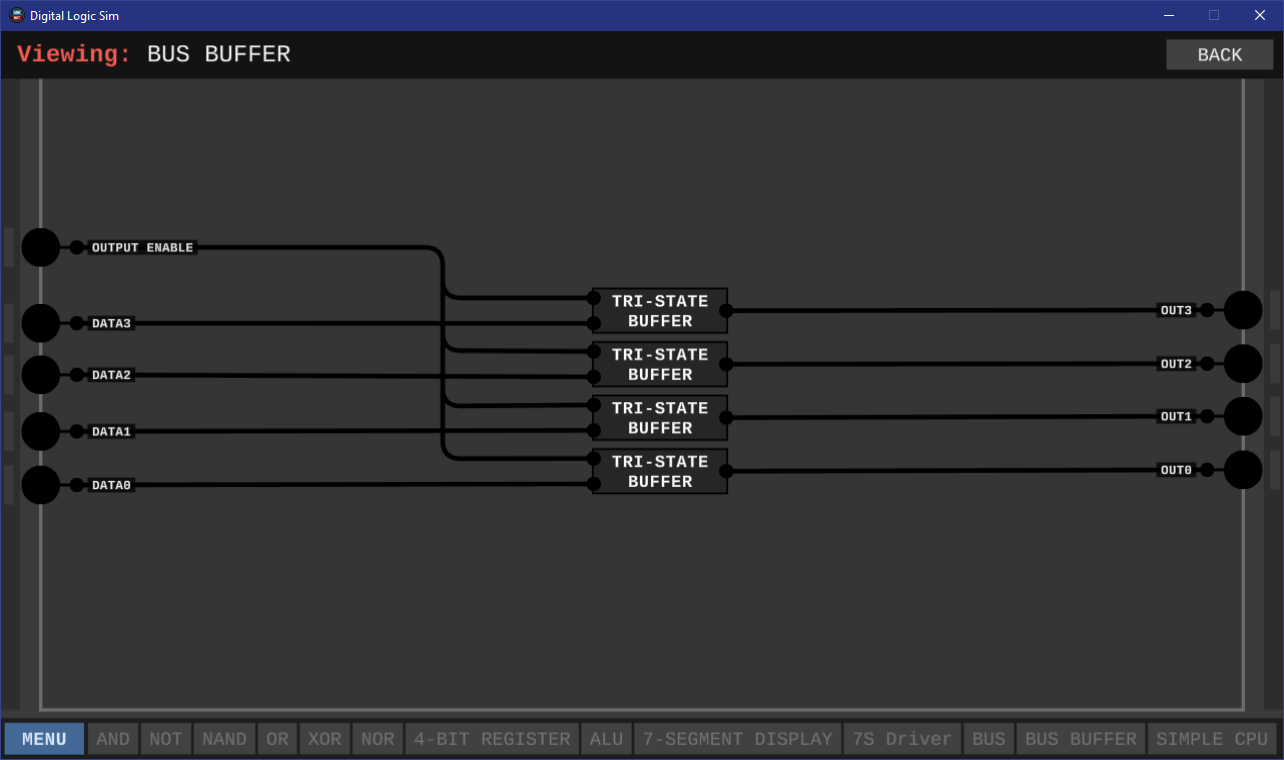 Digital Logic Sim
Viewing: BUS BUFFER
BACK
OUTPUT ENABLE
DATA3
DATA2
DATA1
DATA0
TRI-STATE
BUFFER
TRI-STATE
BUFFER
TRI-STATE
BUFFER
TRI-STATE
BUFFER
OUT3
OUT2
OUT1
OUT0
MENU AND NOT NAND OR XOR NOR 4-BIT REGISTER ALU 7-SEGMENT DISPLAY 7S Driver BUS BUS BUFFER SIMPLE CPU